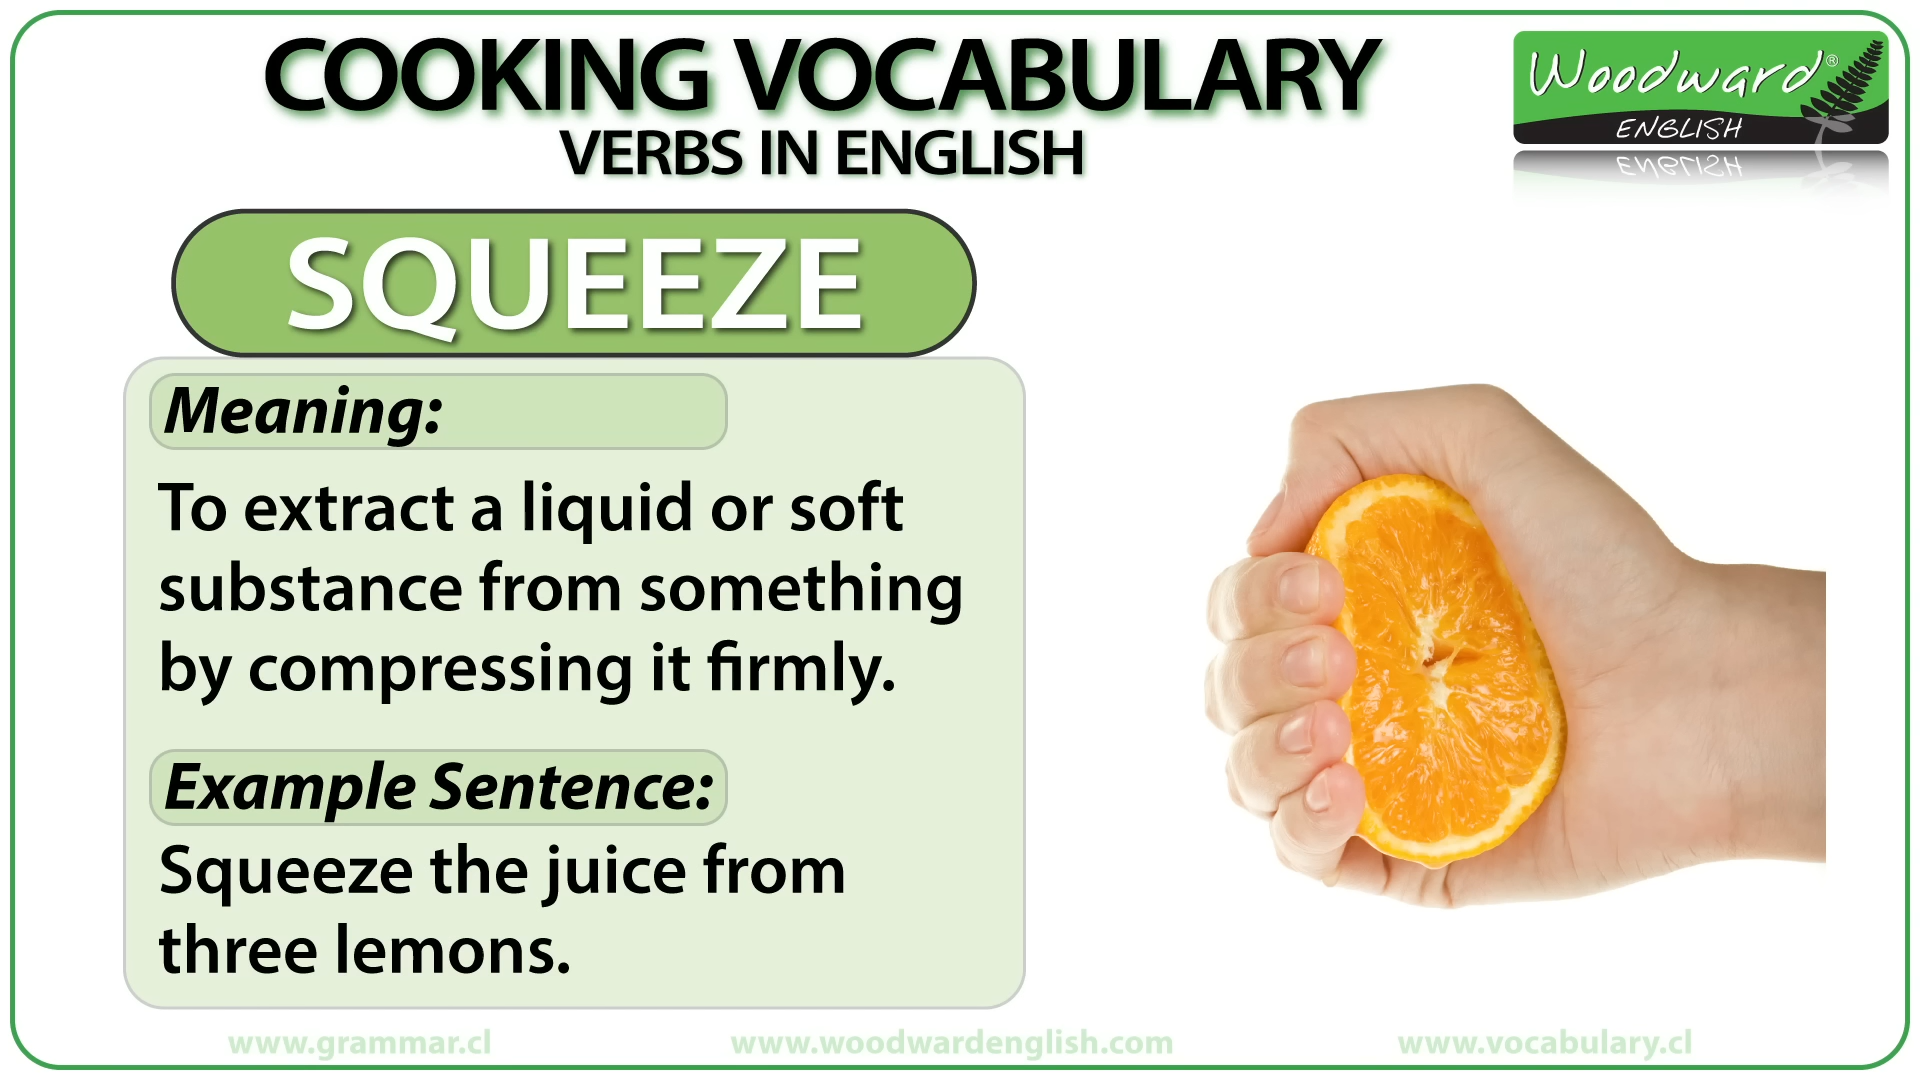 COOKING VOCABULARY
VERBS IN ENGLISH
Woodward®
ENGLISH
SQUEEZE
Meaning:
To extract a liquid or soft
substance from something
by compressing it firmly.
Example Sentence:
Squeeze the juice from
three lemons.
www.grammar.cl
www.woodwardenglish.com
www.vocabulary.cl